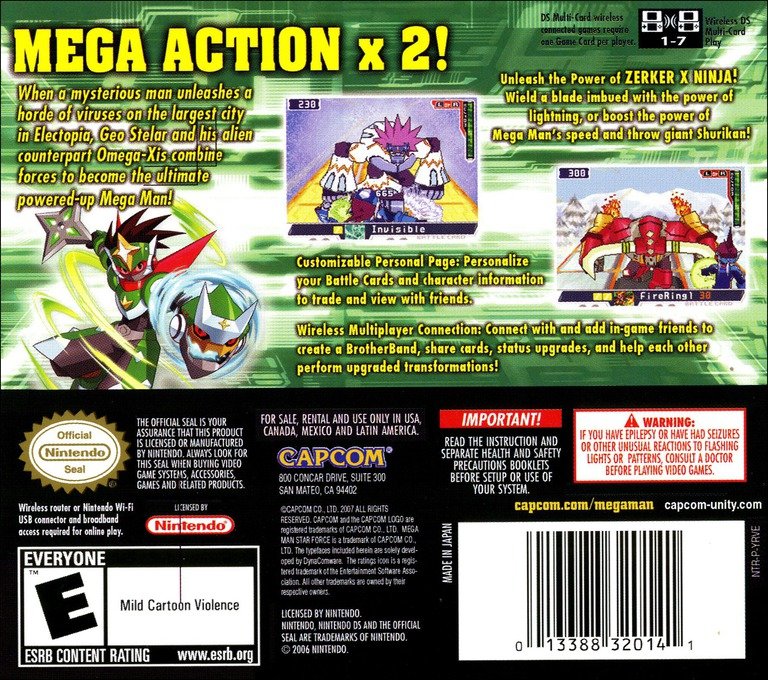 DS Multi-Card wireless
connected games require
one Game Card per player.
1-7
Wireless DS
Multi-Card
Play
MEGA ACTION x 2!
When a mysterious man unleashes a
horde of viruses on the largest city
in Electopia, Geo Stelar and his alien
counterpart Omega-Xis combine
forces to become the ultimate
powered-up Mega Man!
Unleash the Power of ZERKER X NINJA!
Wield a blade imbued with the power of
lightning, or boost the power of
Mega Man's speed and throw giant Shurikan!
230
L OR R
665
Invisible
BATTLE CARD
300
L OR R
FireRing1 30
BATTLE CARD
Customizable Personal Page: Personalize
your Battle Cards and character information
to trade and view with friends.
Wireless Multiplayer Connection: Connect with and add in-game friends to
create a BrotherBand, share cards, status upgrades, and help each other
perform upgraded transformations!
Official
Nintendo
Seal
THE OFFICIAL SEAL IS YOUR
ASSURANCE THAT THIS PRODUCT
IS LICENSED OR MANUFACTURED
BY NINTENDO. ALWAYS LOOK FOR
THIS SEAL WHEN BUYING VIDEO
GAME SYSTEMS, ACCESSORIES,
GAMES AND RELATED PRODUCTS.
Wireless router or Nintendo Wi-Fi
USB connector and broadband
access required for online play.
LICENSED BY
Nintendo®
EVERYONE
TM
E
Mild Cartoon Violence
ESRB CONTENT RATING www.esrb.org
FOR SALE, RENTAL AND USE ONLY IN USA,
CANADA, MEXICO AND LATIN AMERICA.
CAPCOM®
800 CONCAR DRIVE, SUITE 300
SAN MATEO, CA 94402
©CAPCOM CO., LTD. 2007 ALL RIGHTS
RESERVED. CAPCOM and the CAPCOM LOGO are
registered trademarks of CAPCOM CO., LTD. MEGA
MAN STAR FORCE is a trademark of CAPCOM CO.,
LTD. The typefaces included herein are solely devel-
oped by DynaComware. The ratings icon is a regis-
tered trademark of the Entertainment Software Asso-
ciation. All other trademarks are owned by their
respective owners.
LICENSED BY NINTENDO.
NINTENDO, NINTENDO DS AND THE OFFICIAL
SEAL ARE TRADEMARKS OF NINTENDO.
© 2006 NINTENDO.
IMPORTANT!
READ THE INSTRUCTION AND
SEPARATE HEALTH AND SAFETY
PRECAUTIONS BOOKLETS
BEFORE SETUP OR USE OF
YOUR SYSTEM.
WARNING:
IF YOU HAVE EPILEPSY OR HAVE HAD SEIZURES
OR OTHER UNUSUAL REACTIONS TO FLASHING
LIGHTS OR PATTERNS, CONSULT A DOCTOR
BEFORE PLAYING VIDEO GAMES.
capcom.com/megaman capcom-unity.com
MADE IN JAPAN
0 13388 32014 1
NTR-P-YRVE